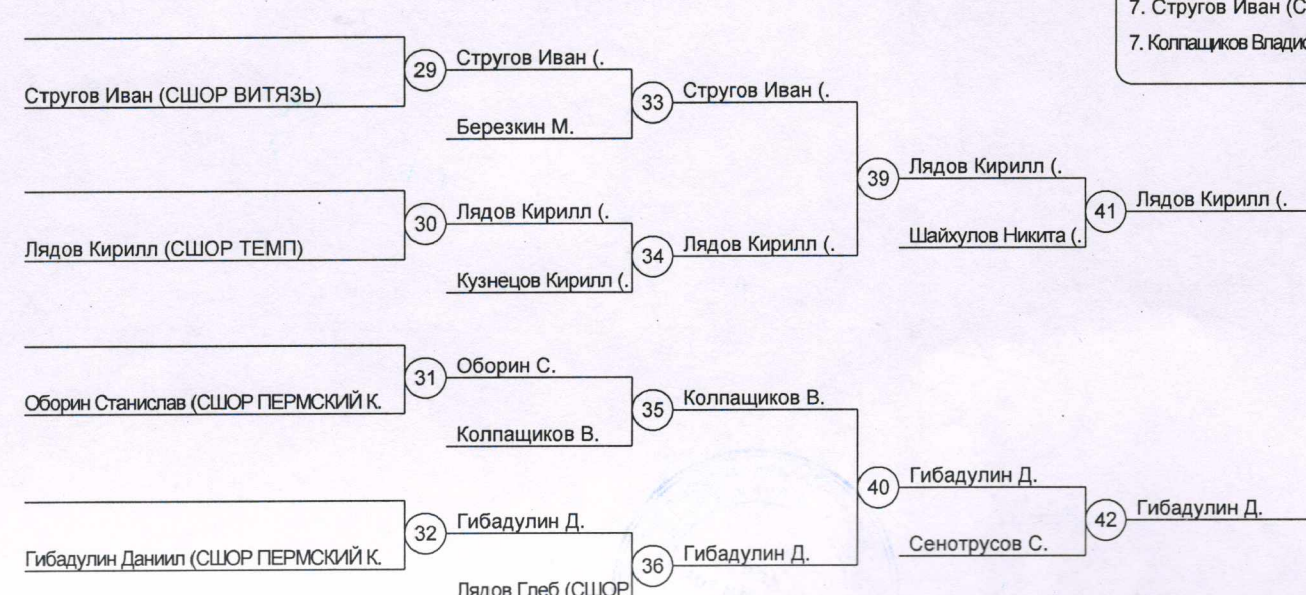 7. Стругов Иван (С
7. Колпащиков Владис
29
Стругов Иван (.
Стругов Иван (СШОР ВИТЯЗЬ)
33
Стругов Иван (.
Березкин М.
39
Лядов Кирилл (.
30
Лядов Кирилл (.
41
Лядов Кирилл (.
Лядов Кирилл (СШОР ТЕМП)
34
Лядов Кирилл (.
Шайхулов Никита (.
Кузнецов Кирилл (.
31
Оборин С.
Оборин Станислав (СШОР ПЕРМСКИЙ К.
35
Колпащиков В.
Колпащиков В.
40
Гибадулин Д.
32
Гибадулин Д.
42
Гибадулин Д.
Гибадулин Даниил (СШОР ПЕРМСКИЙ К.
36
Гибадулин Д.
Сенотрусов С.
Лядов Глеб (СШОР